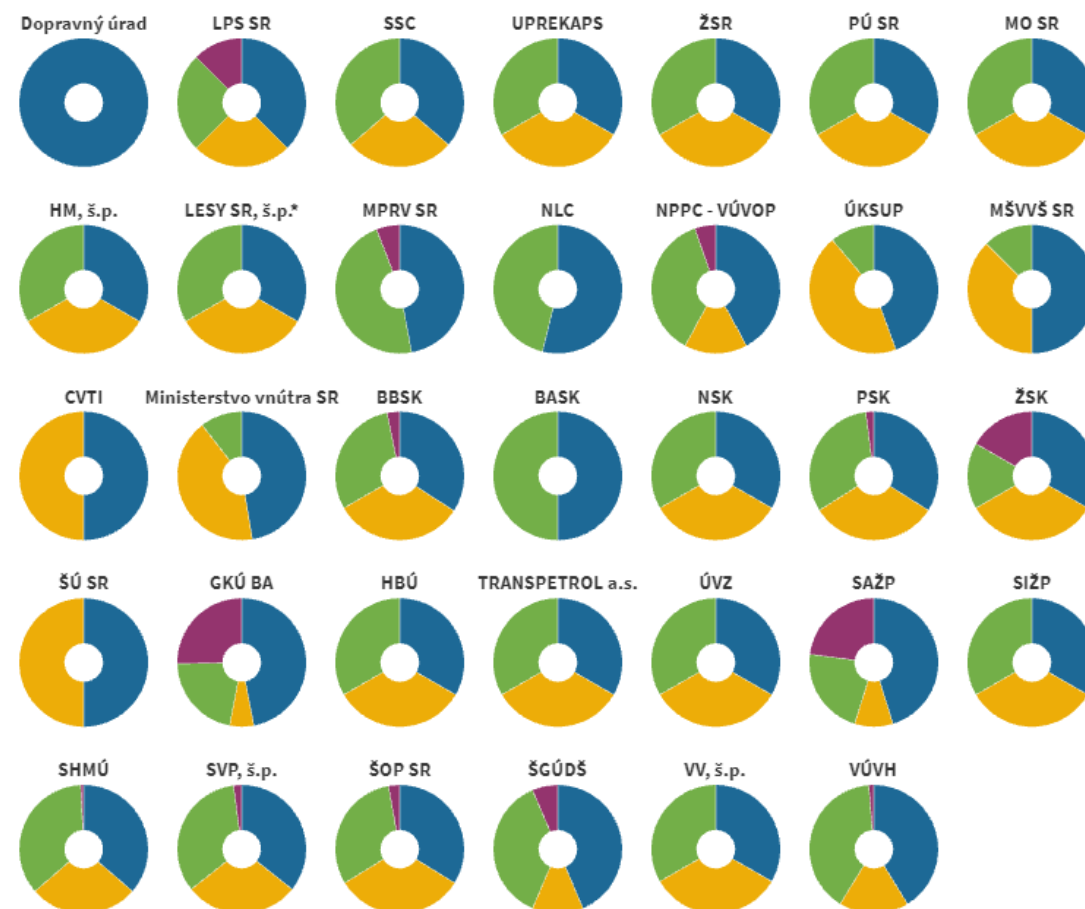 Dopravný úrad LPS SR SSC UPREKAPS ŽSR PÚ SR MO SR
HM, š.p. LESY SR, š.p.* MPRV SR NLC NPPC - VÚVOP ÚKSUP MŠVVŠ SR
CVTI Ministerstvo vnútra SR BBSK BASK NSK PSK ŽSK
ŠÚ SR GKÚ BA HBÚ TRANSPETROL a.s. ÚVZ SAŽP SIŽP
SHMÚ SVP, š.p. ŠOP SR ŠGÚDŠ VV, š.p. VÚVH